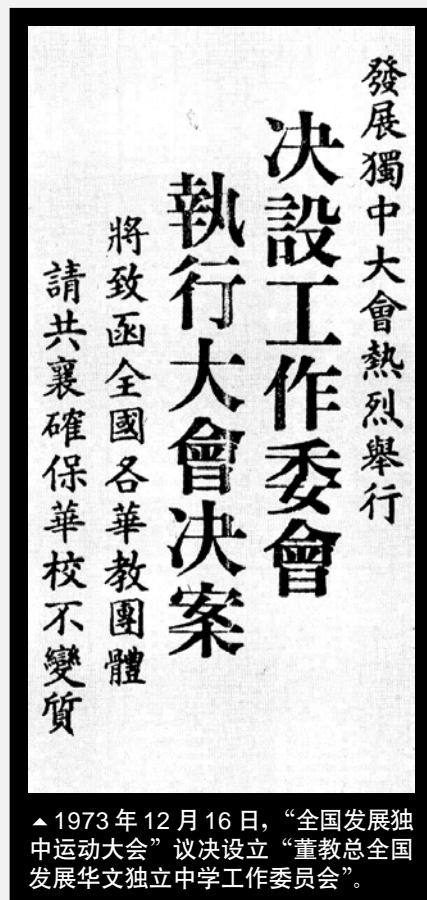 發展獨中大會熱烈舉行
决設工作委會
執行大會决案
將致函全國各華教團體
請共襄確保華校不變質
▲1973 年 12 月 16 日，“全国发展独
中运动大会”议决设立“董教总全国
发展华文独立中学工作委员会”。